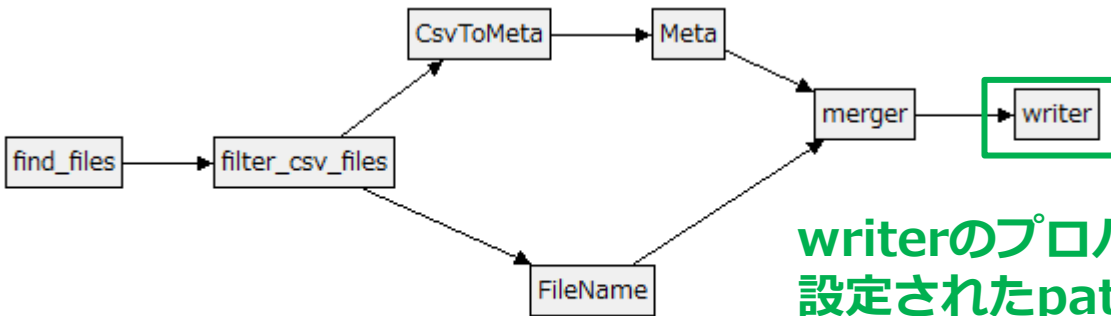 CsvToMeta
Meta
merger
writer
find_files
filter_csv_files
FileName
writerのプロ
設定されたpat